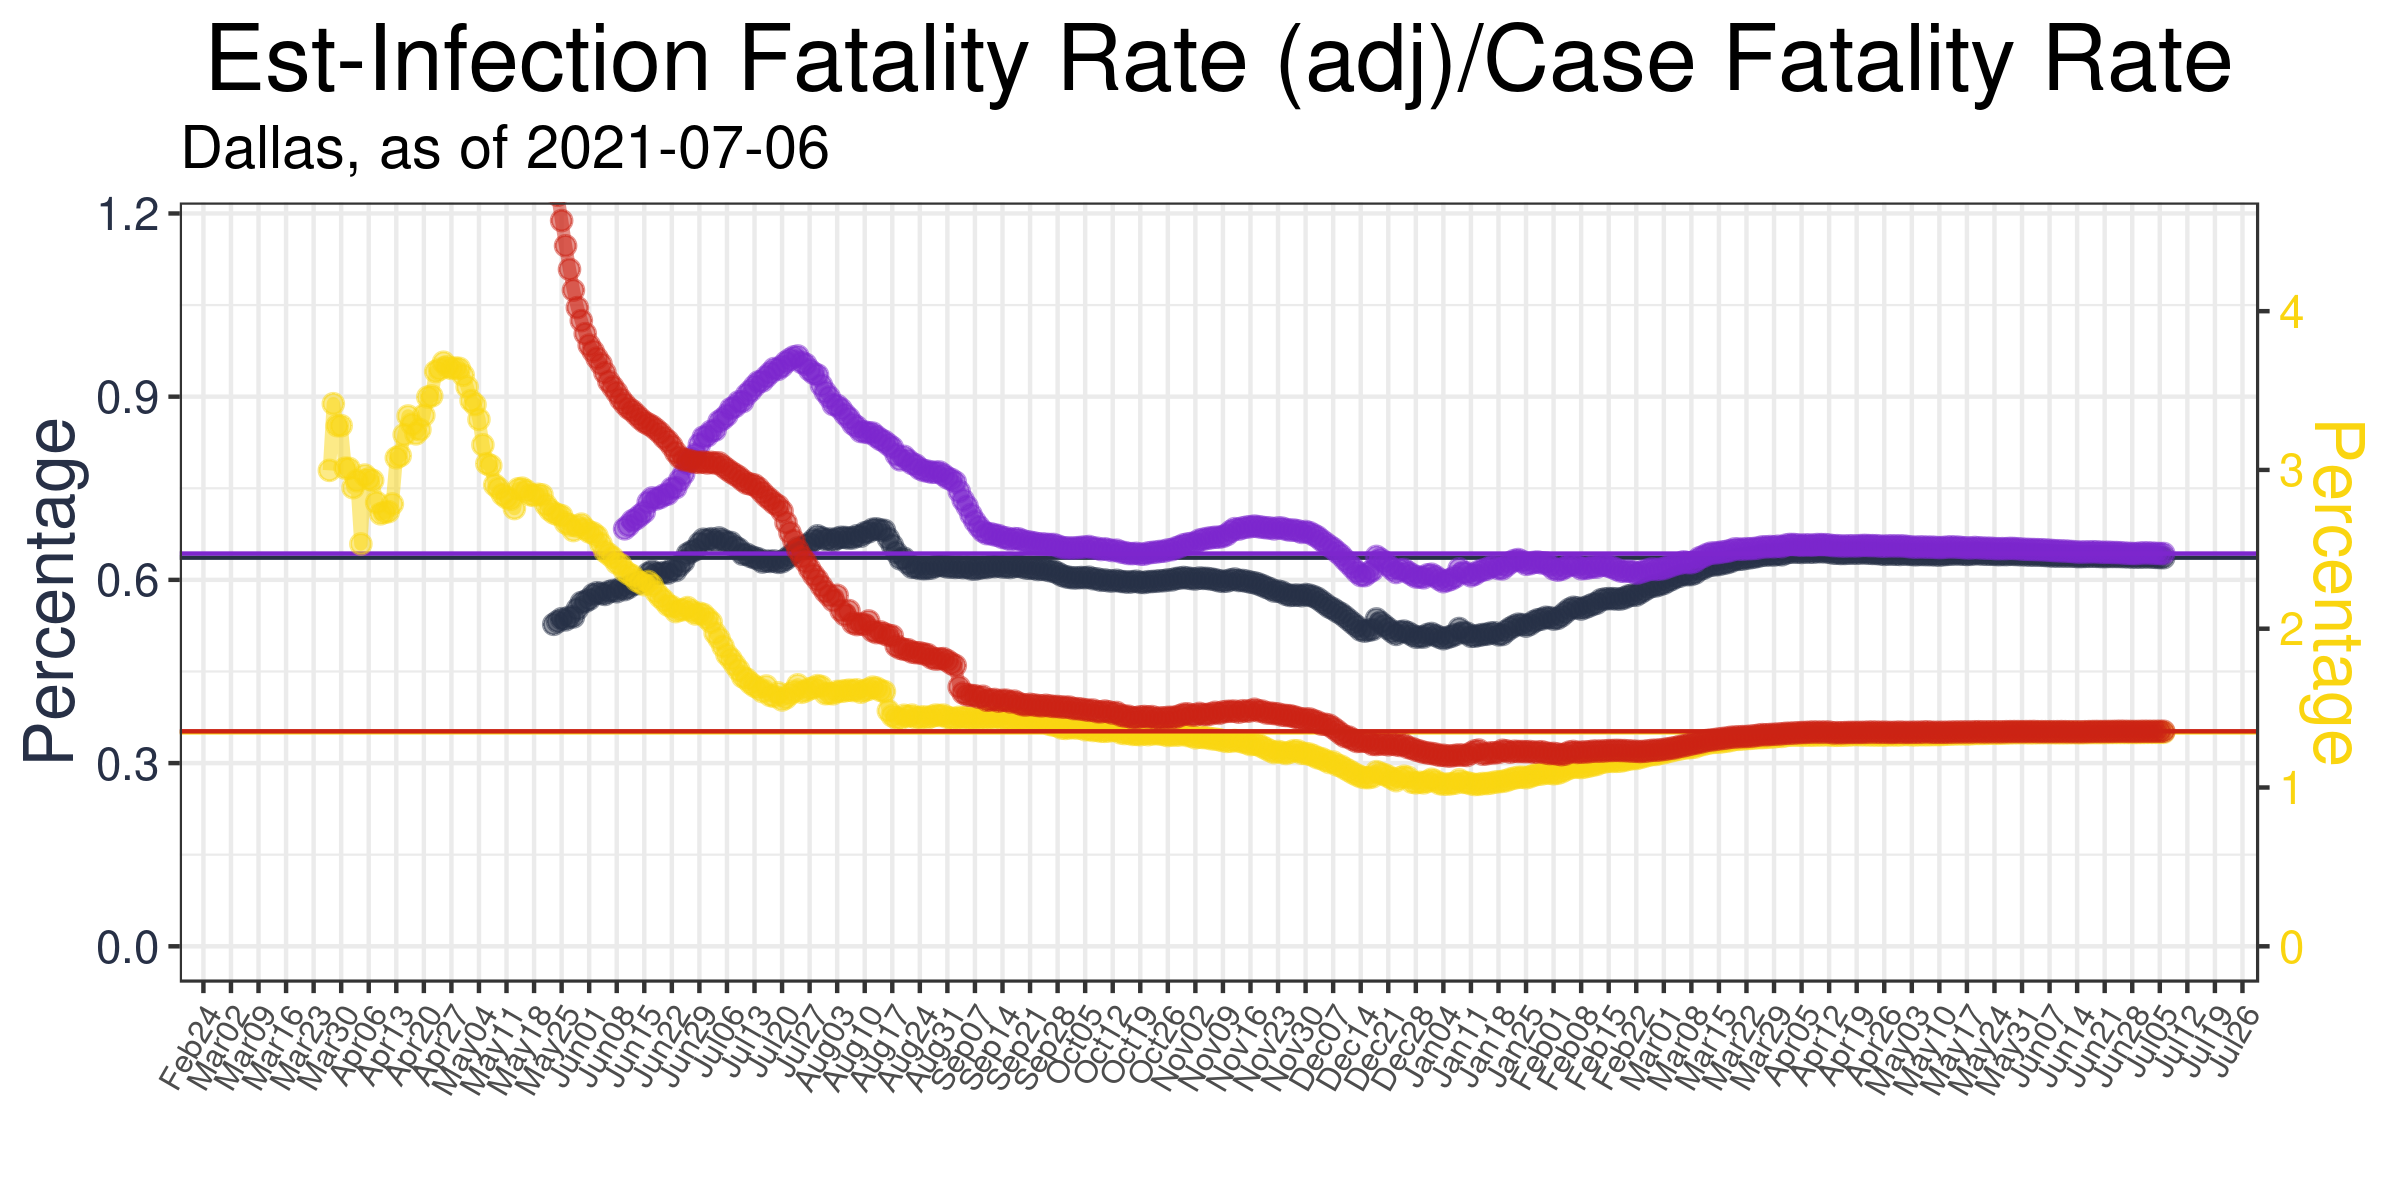 Est-Infection Fatality Rate (adj)/Case Fatality Rate
Dallas, as of 2021-07-06
Percentage
1.2
0.9
0.6
0.3
0.0
4
3
2
1
0
Percentage
Feb24
Mar02
Mar09
Mar16
Mar23
Mar30
Apr06
Apr13
Apr20
Apr27
May04
May11
May18
May25
Jun01
Jun08
Jun15
Jun22
Jun29
Jul06
Jul13
Jul20
Jul27
Aug03
Aug10
Aug17
Aug24
Aug31
Sep07
Sep14
Sep21
Sep28
Oct05
Oct12
Oct19
Oct26
Nov02
Nov09
Nov16
Nov23
Nov30
Dec07
Dec14
Dec21
Dec28
Jan04
Jan11
Jan18
Jan25
Feb01
Feb08
Feb15
Feb22
Mar01
Mar08
Mar15
Mar22
Mar29
Apr05
Apr12
Apr19
Apr26
May03
May10
May17
May24
May31
Jun07
Jun14
Jun21
Jun28
Jul05
Jul12
Jul19
Jul26